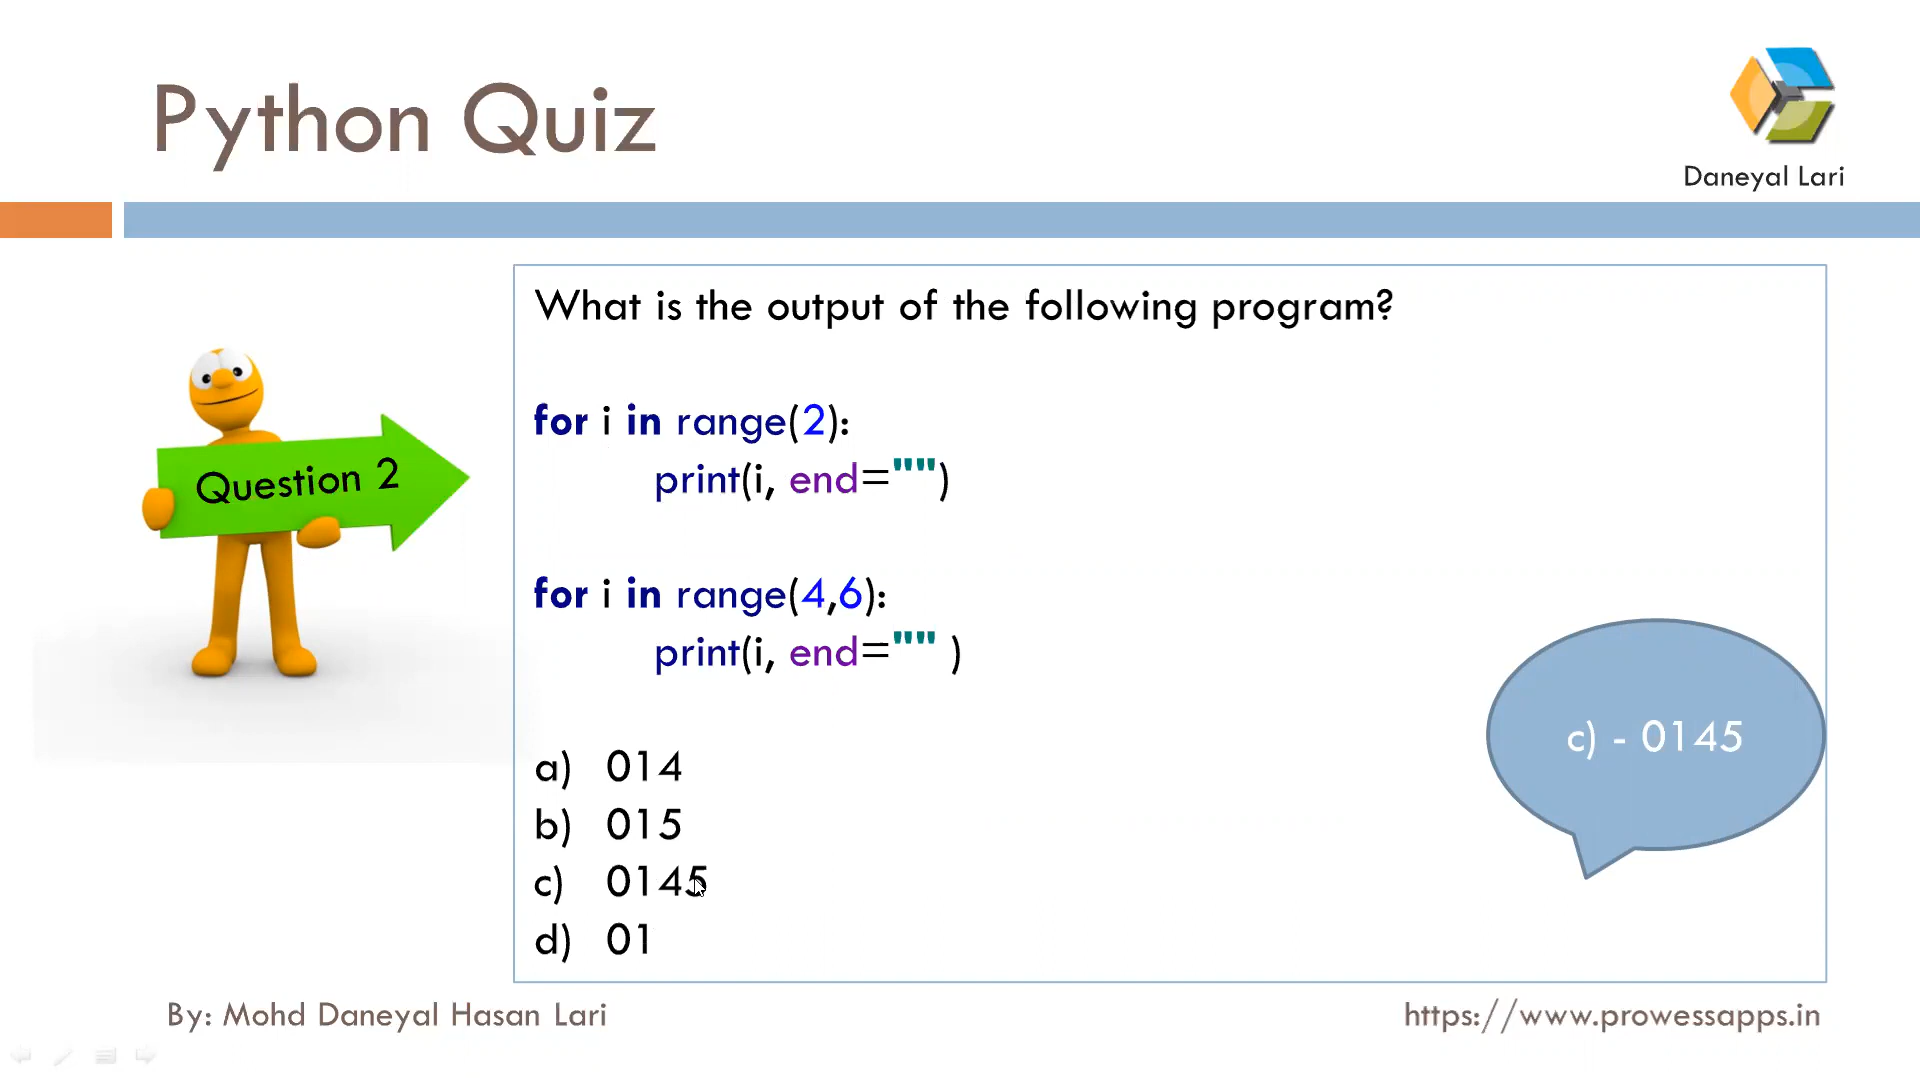 Python Quiz
Daneyal Lari
Question 2
What is the output of the following program?
for i in range(2):
print(i, end="")
for i in range(4,6):
print(i, end="" )
a) 014
b) 015
c) 0145
d) 01
c) - 0145
By: Mohd Daneyal Hasan Lari
https://www.prowessapps.in